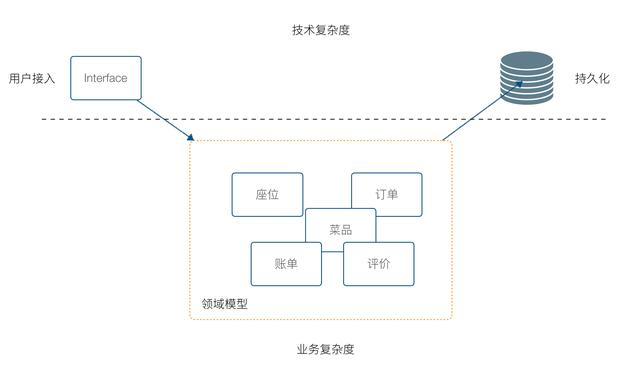 技术复杂度
用户接入
Interface
持久化
座位
订单
菜品
账单
评价
领域模型
业务复杂度